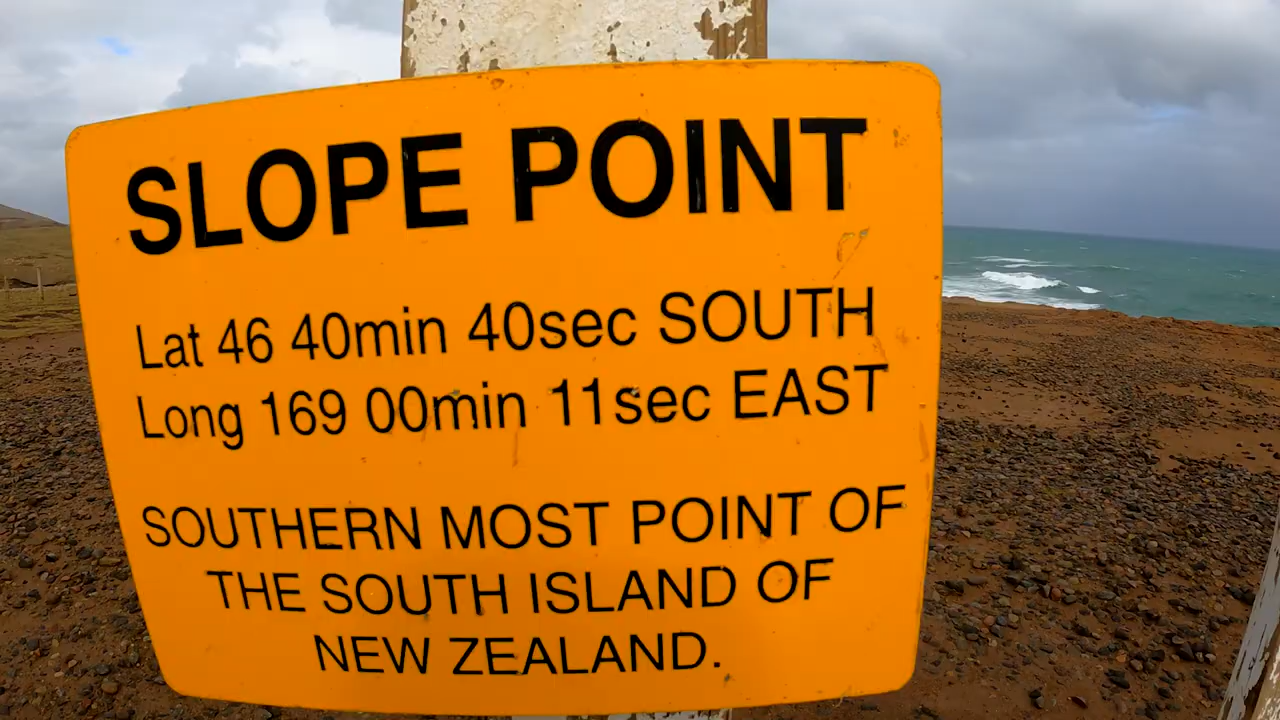 SLOPE POINT
Lat 46 40min 40sec SOUTH
Long 169 00min 11sec EAST
SOUTHERN MOST POINT OF
THE SOUTH ISLAND OF
NEW ZEALAND.